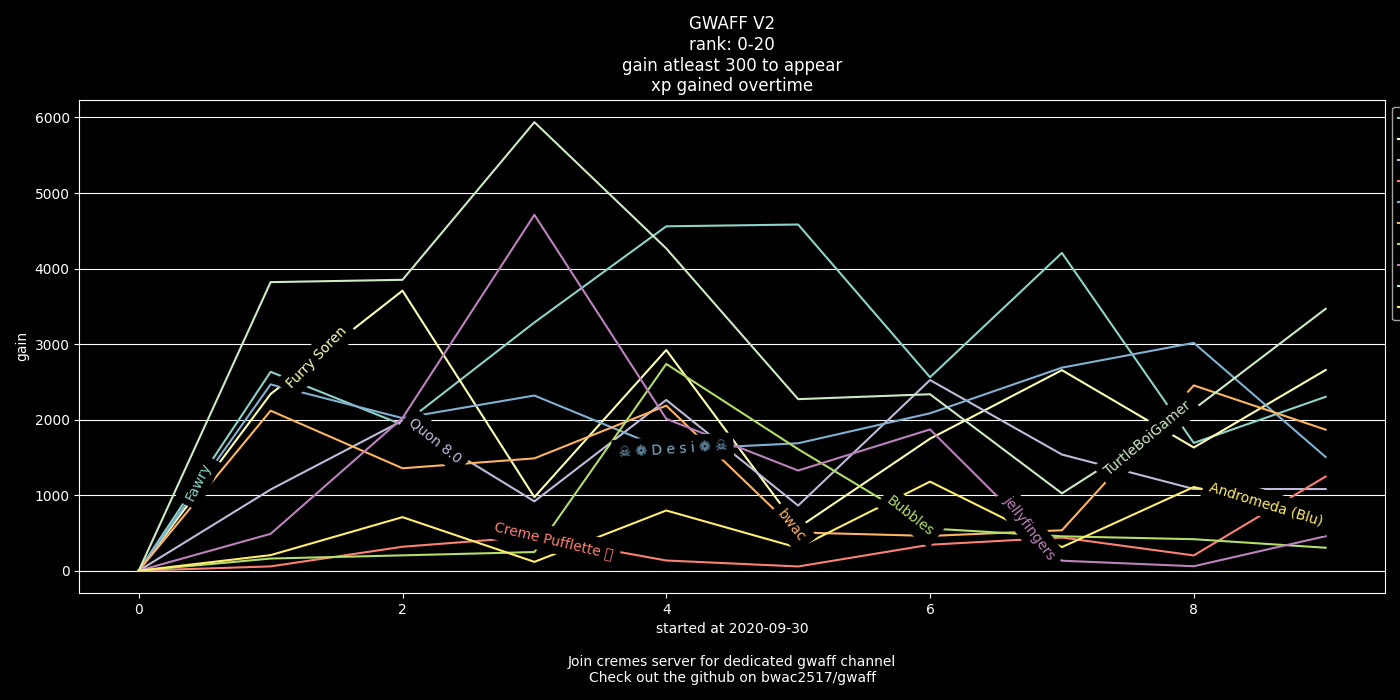 GWAFF V2
rank: 0-20
gain atleast 300 to appear
xp gained overtime
6000
5000
4000
3000
2000
1000
0
gain
Fawry
Furry Soren
Quon 8.0
Creme Pufflette
☠❁ D e s i ❁☠
bwac
Bubbles
jellyfingers
TurtleBoiGamer
Andromeda (Blu)
0 2 4 6 8
started at 2020-09-30
Join cremes server for dedicated gwaff channel
Check out the github on bwac2517/gwaff